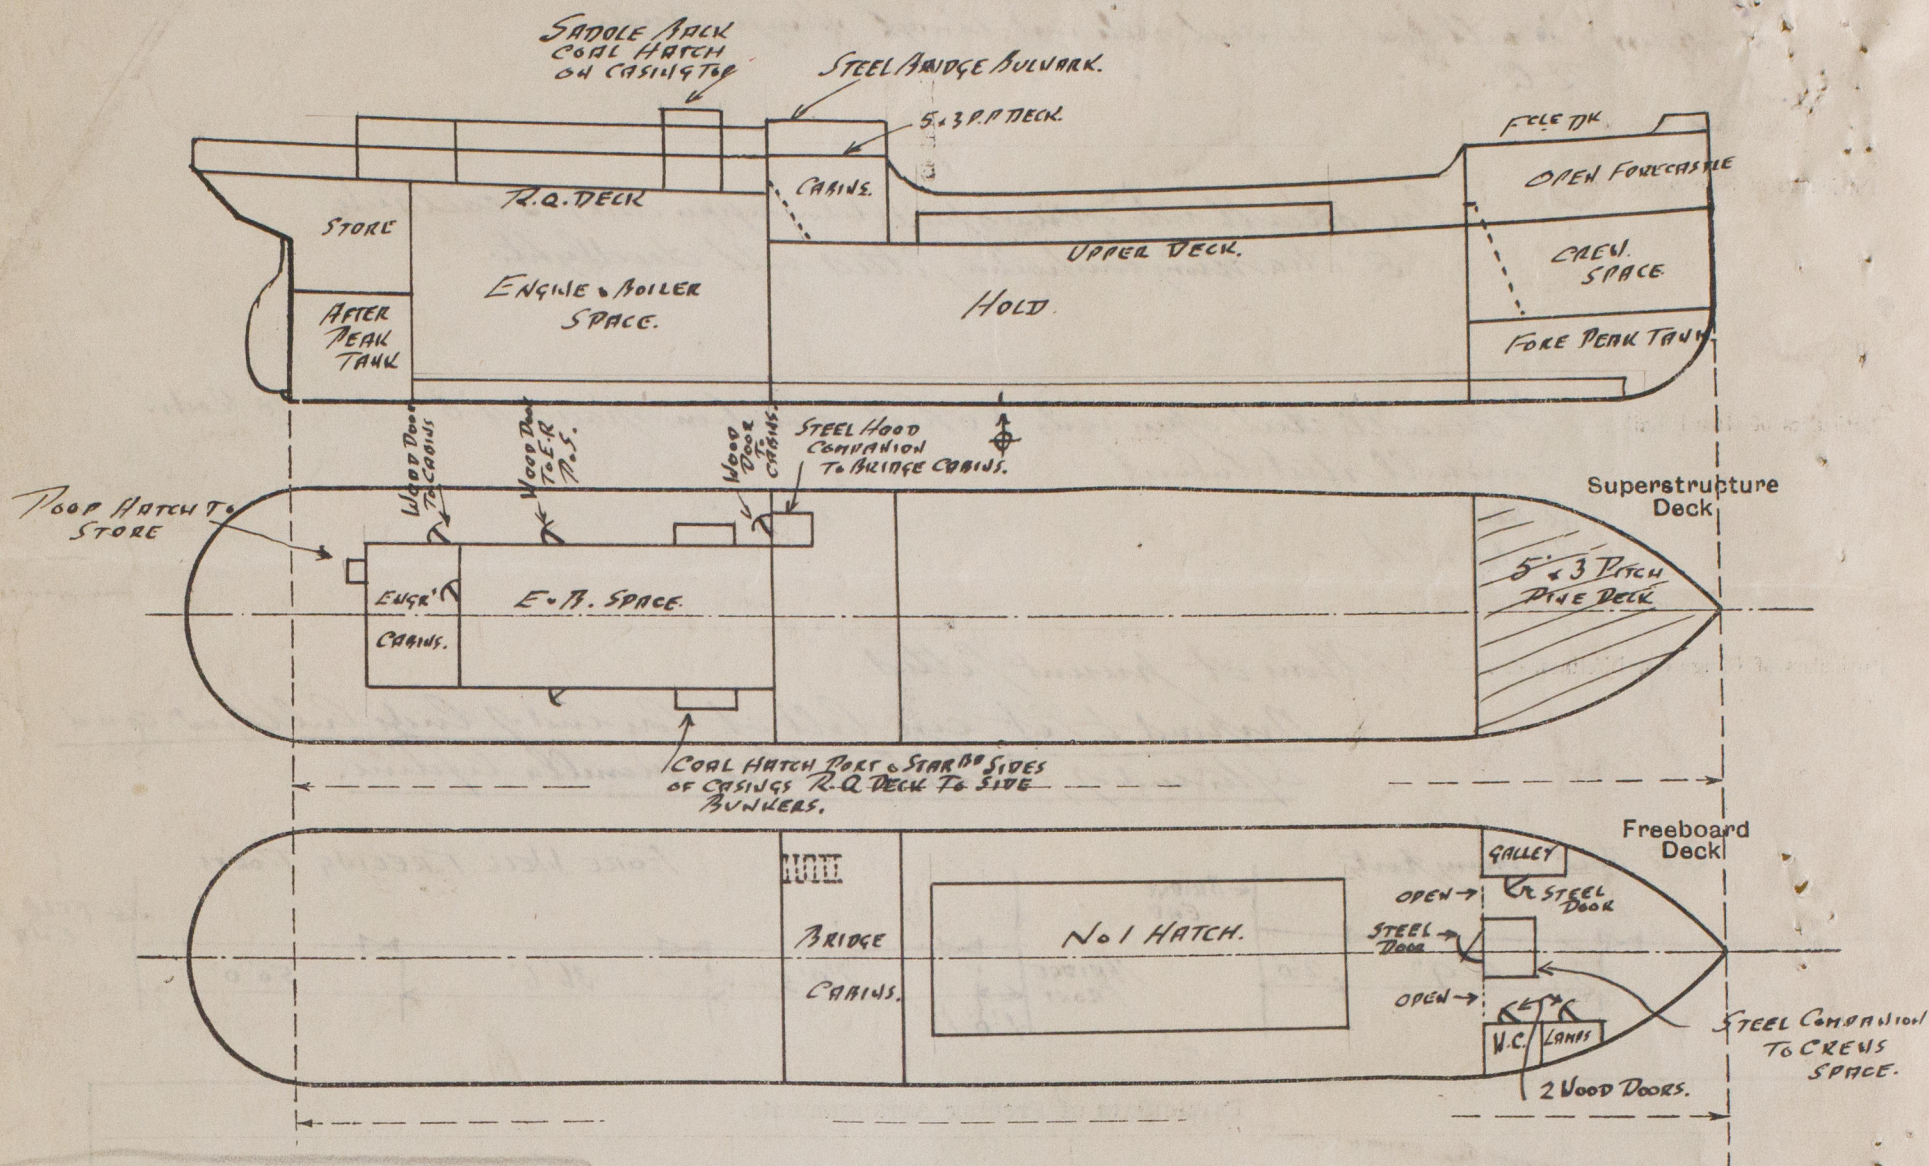 SADDLE BACK
COAL HATCH
ON CASING TOP
STEEL BRIDGE BULWARK.
5 x 3 P.P DECK.
F'CLE DK
OPEN FORECASTLE
CABINS.
R.Q. DECK
STORE
UPPER DECK.
CREW.
SPACE
ENGINE & BOILER
SPACE.
HOLD.
AFTER
PEAK
TANK
FORE PEAK TANK.
WOOD DOOR
TO CABINS
WOOD DOOR
TO E.R
P. & S.
WOOD
DOOR
TO
CABINS.
STEEL HOOD
COMPANION
TO BRIDGE CABINS.
POOP HATCH TO
STORE
Superstructure
Deck
ENGRS
CABINS.
E. & B. SPACE.
5" x 3 PITCH
PINE DECK
COAL HATCH PORT & STARBD SIDES
OF CASINGS R.Q DECK TO SIDE
BUNKERS.
Freeboard
Deck
GALLEY
OPEN
STEEL
DOOR
STEEL
DOOR
BRIDGE
CABINS.
No 1 HATCH.
OPEN
W.C.
LAMPS
STEEL COMPANION
TO CREWS
SPACE.
2 WOOD DOORS.